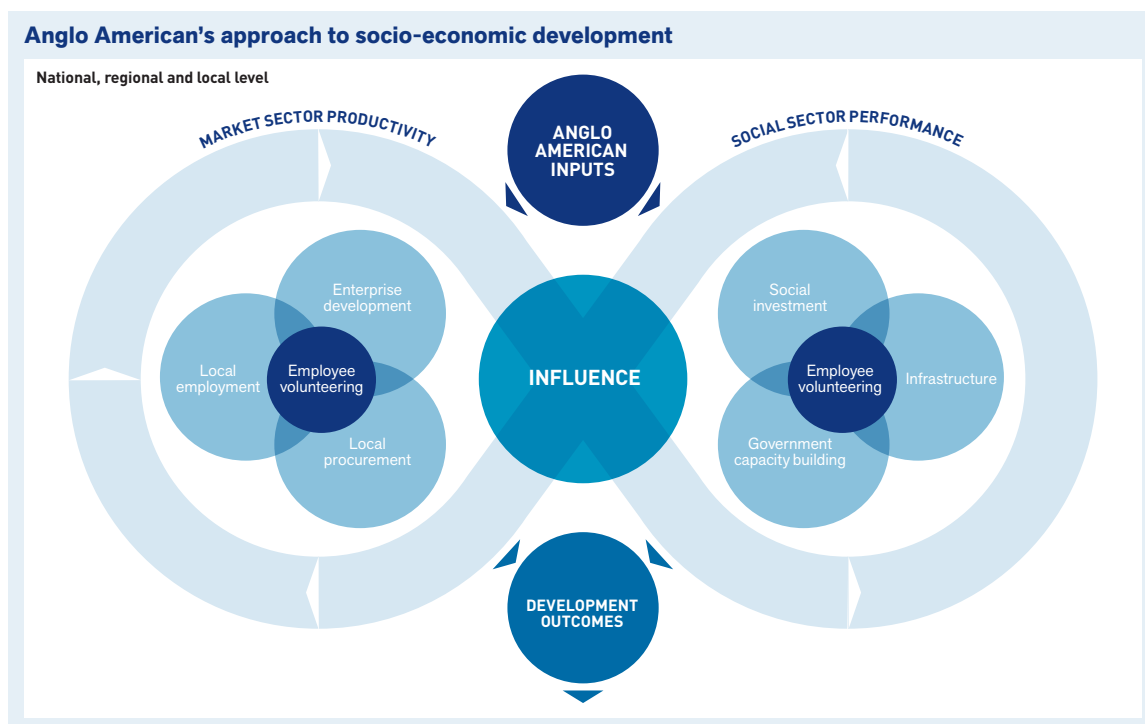 Anglo American’s approach to socio-economic development
National, regional and local level
MARKET SECTOR PRODUCTIVITY
ANGLO
AMERICAN
INPUTS
SOCIAL SECTOR PERFORMANCE
Enterprise
development
Local
employment
Employee
volunteering
Local
procurement
INFLUENCE
Social
investment
Employee
volunteering
Infrastructure
Government
capacity building
DEVELOPMENT
OUTCOMES